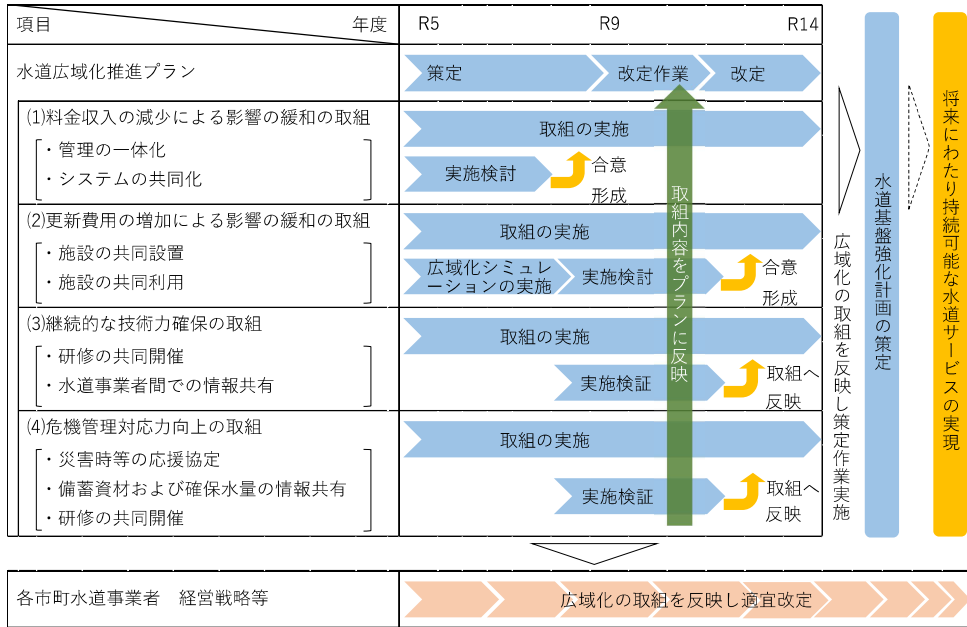 項目 年度 R5 R9 R14
水道広域化推進プラン
策定 改定作業 改定
⑴料金収入の減少による影響の緩和の取組
・管理の一体化
・システムの共同化
取組の実施
実施検討
合意
形成
⑵更新費用の増加による影響の緩和の取組
・施設の共同設置
・施設の共同利用
取組の実施
広域化シミュレ
ーションの実施
実施検討
合意
形成
⑶継続的な技術力確保の取組
・研修の共同開催
・水道事業者間での情報共有
取組の実施
実施検証
取組へ
反映
⑷危機管理対応力向上の取組
・災害時等の応援協定
・備蓄資材および確保水量の情報共有
・研修の共同開催
取組の実施
実施検証
取組へ
反映
取組内容をプランに反映
広域化の取組を反映し策定作業実施
水道基盤強化計画の策定
将来にわたり持続可能な水道サービスの実現
各市町水道事業者 経営戦略等
広域化の取組を反映し適宜改定